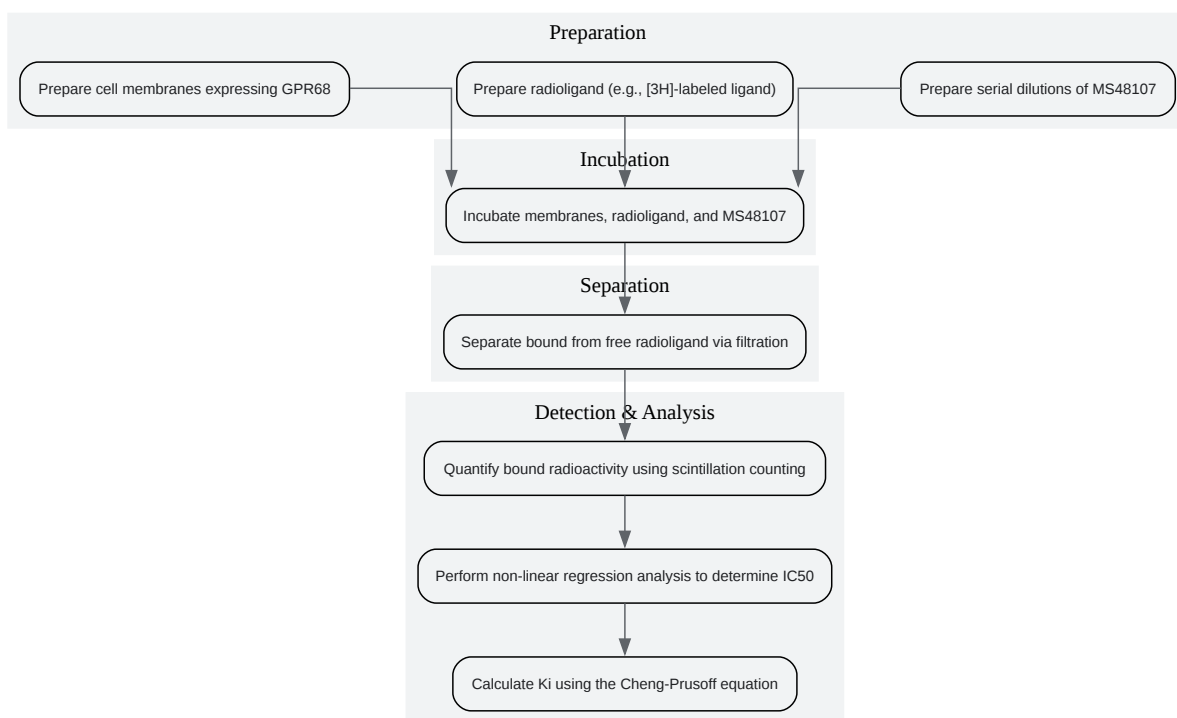 Preparation
Prepare cell membranes expressing GPR68
Prepare radioligand (e.g., [3H]-labeled ligand)
Prepare serial dilutions of MS48107
Incubation
Incubate membranes, radioligand, and MS48107
Separation
Separate bound from free radioligand via filtration
Detection & Analysis
Quantify bound radioactivity using scintillation counting
Perform non-linear regression analysis to determine IC50
Calculate Ki using the Cheng-Prusoff equation